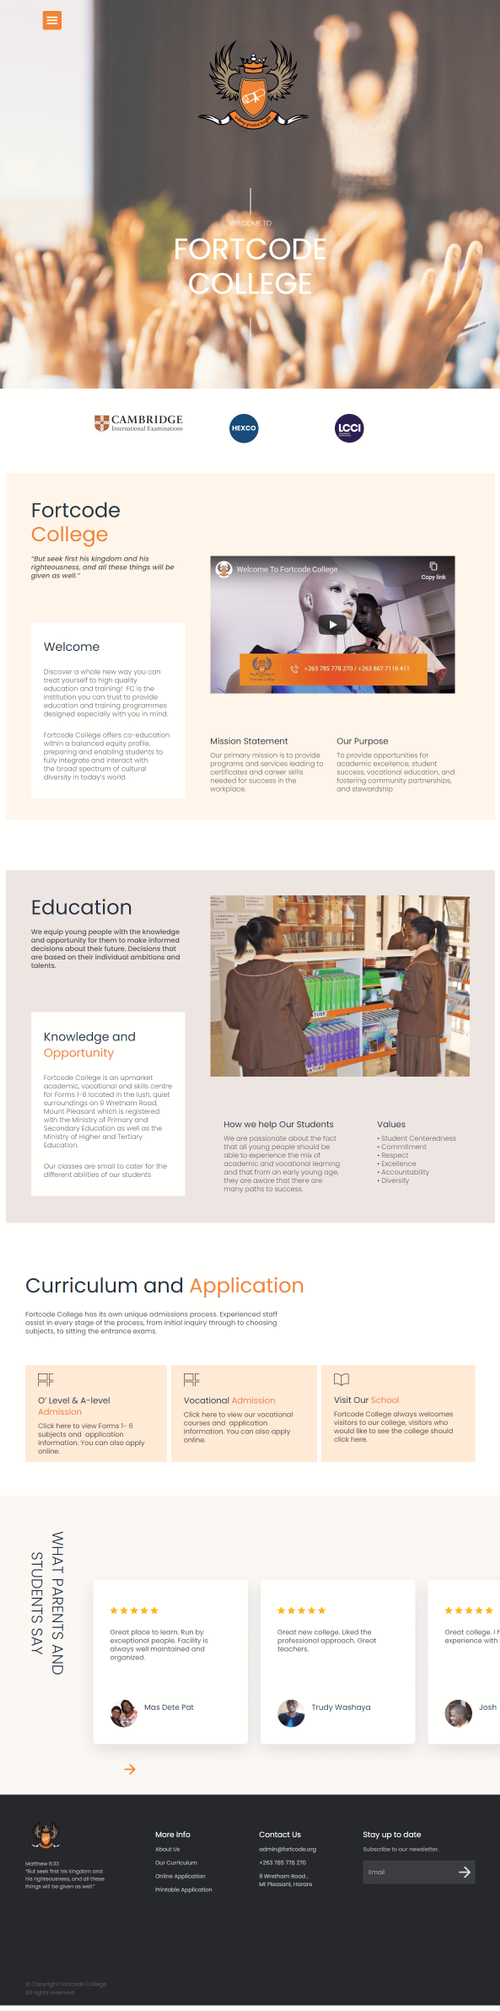 WELCOME TO
FORTCODE
COLLEGE
CAMBRIDGE
International Examinations
HEXCO
LCCI
Fortcode
College
"But seek first his kingdom and his
righteousness, and all these things will be
given as well."
Welcome
Discover a whole new way you can
treat yourself to high quality
education and training! FC is the
institution you can trust to provide
education and training programmes
designed especially with you in mind.
Fortcode College offers co-education
within a balanced equity profile,
preparing and enabling students to
fully integrate and interact with
the broad spectrum of cultural
diversity in today's world.
Welcome To Fortcode College
Copy link
+263 785 778 270 / +263 867 7116 411
Mission Statement
Our primary mission is to provide
programs and services leading to
certificates and career skills
needed for success in the
workplace.
Our Purpose
To provide opportunities for
academic excellence, student
success, vocational education, and
fostering community partnerships,
and stewardship
Education
We equip young people with the knowledge
and opportunity for them to make informed
decisions about their future. Decisions that
are based on their individual ambitions and
talents.
Knowledge and
Opportunity
Fortcode College is an upmarket
academic, vocational and skills centre
for Forms 1-6 located in the lush, quiet
surroundings on 9 Wretham Road,
Mount Pleasant which is registered
with the Ministry of Primary and
Secondary Education as well as the
Ministry of Higher and Tertiary
Education.
Our classes are small to cater for the
different abilities of our students
How we help Our Students
We are passionate about the fact
that all young people should be
able to experience the mix of
academic and vocational learning
and that from an early young age,
they are aware that there are
many paths to success.
Values
• Student Centeredness
• Commitment
• Respect
• Excellence
• Accountability
• Diversity
Curriculum and Application
Fortcode College has its own unique admissions process. Experienced staff
assist in every stage of the process, from initial inquiry through to choosing
subjects, to sitting the entrance exams.
O' Level & A-level
Admission
Click here to view Forms 1- 6
subjects and application
information. You can also apply
online.
Vocational Admission
Click here to view our vocational
courses and application
information. You can also apply
online.
Visit Our School
Fortcode College always welcomes
visitors to our college, visitors who
would like to see the college should
click here.
WHAT PARENTS AND
STUDENTS SAY
Great place to learn. Run by
exceptional people. Facility is
always well maintained and
organized.
Mas Dete Pat
Great new college. Liked the
professional approach. Great
teachers.
Trudy Washaya
Great college. I h
experience with
Josh
Matthew 6:33
"But seek first his kingdom and
his righteousness, and all these
things will be given as well."
More Info
About Us
Our Curriculum
Online Application
Printable Application
Contact Us
admin@fortcode.org
+263 785 778 270
9 Wretham Road,
Mt Pleasant, Harare
Stay up to date
Subscribe to our newsletter.
Email
© Copyright Fortcode College
All rights reserved